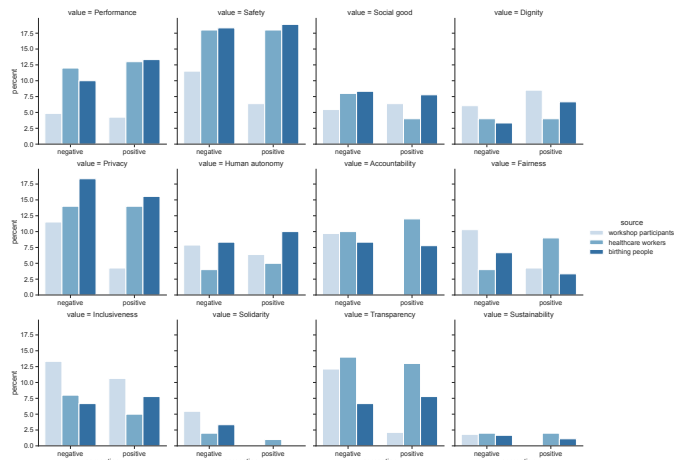 value = Performance
value = Safety
value = Social good
value = Dignity
percent
17.5
15.0
12.5
10.0
7.5
5.0
2.5
0.0
negative
positive
negative
positive
negative
positive
negative
positive
value = Privacy
value = Human autonomy
value = Accountability
value = Fairness
percent
17.5
15.0
12.5
10.0
7.5
5.0
2.5
0.0
negative
positive
negative
positive
negative
positive
negative
positive
source
workshop participants
healthcare workers
birthing people
value = Inclusiveness
value = Solidarity
value = Transparency
value = Sustainability
percent
17.5
15.0
12.5
10.0
7.5
5.0
2.5
0.0
negative
positive
negative
positive
negative
positive
negative
positive